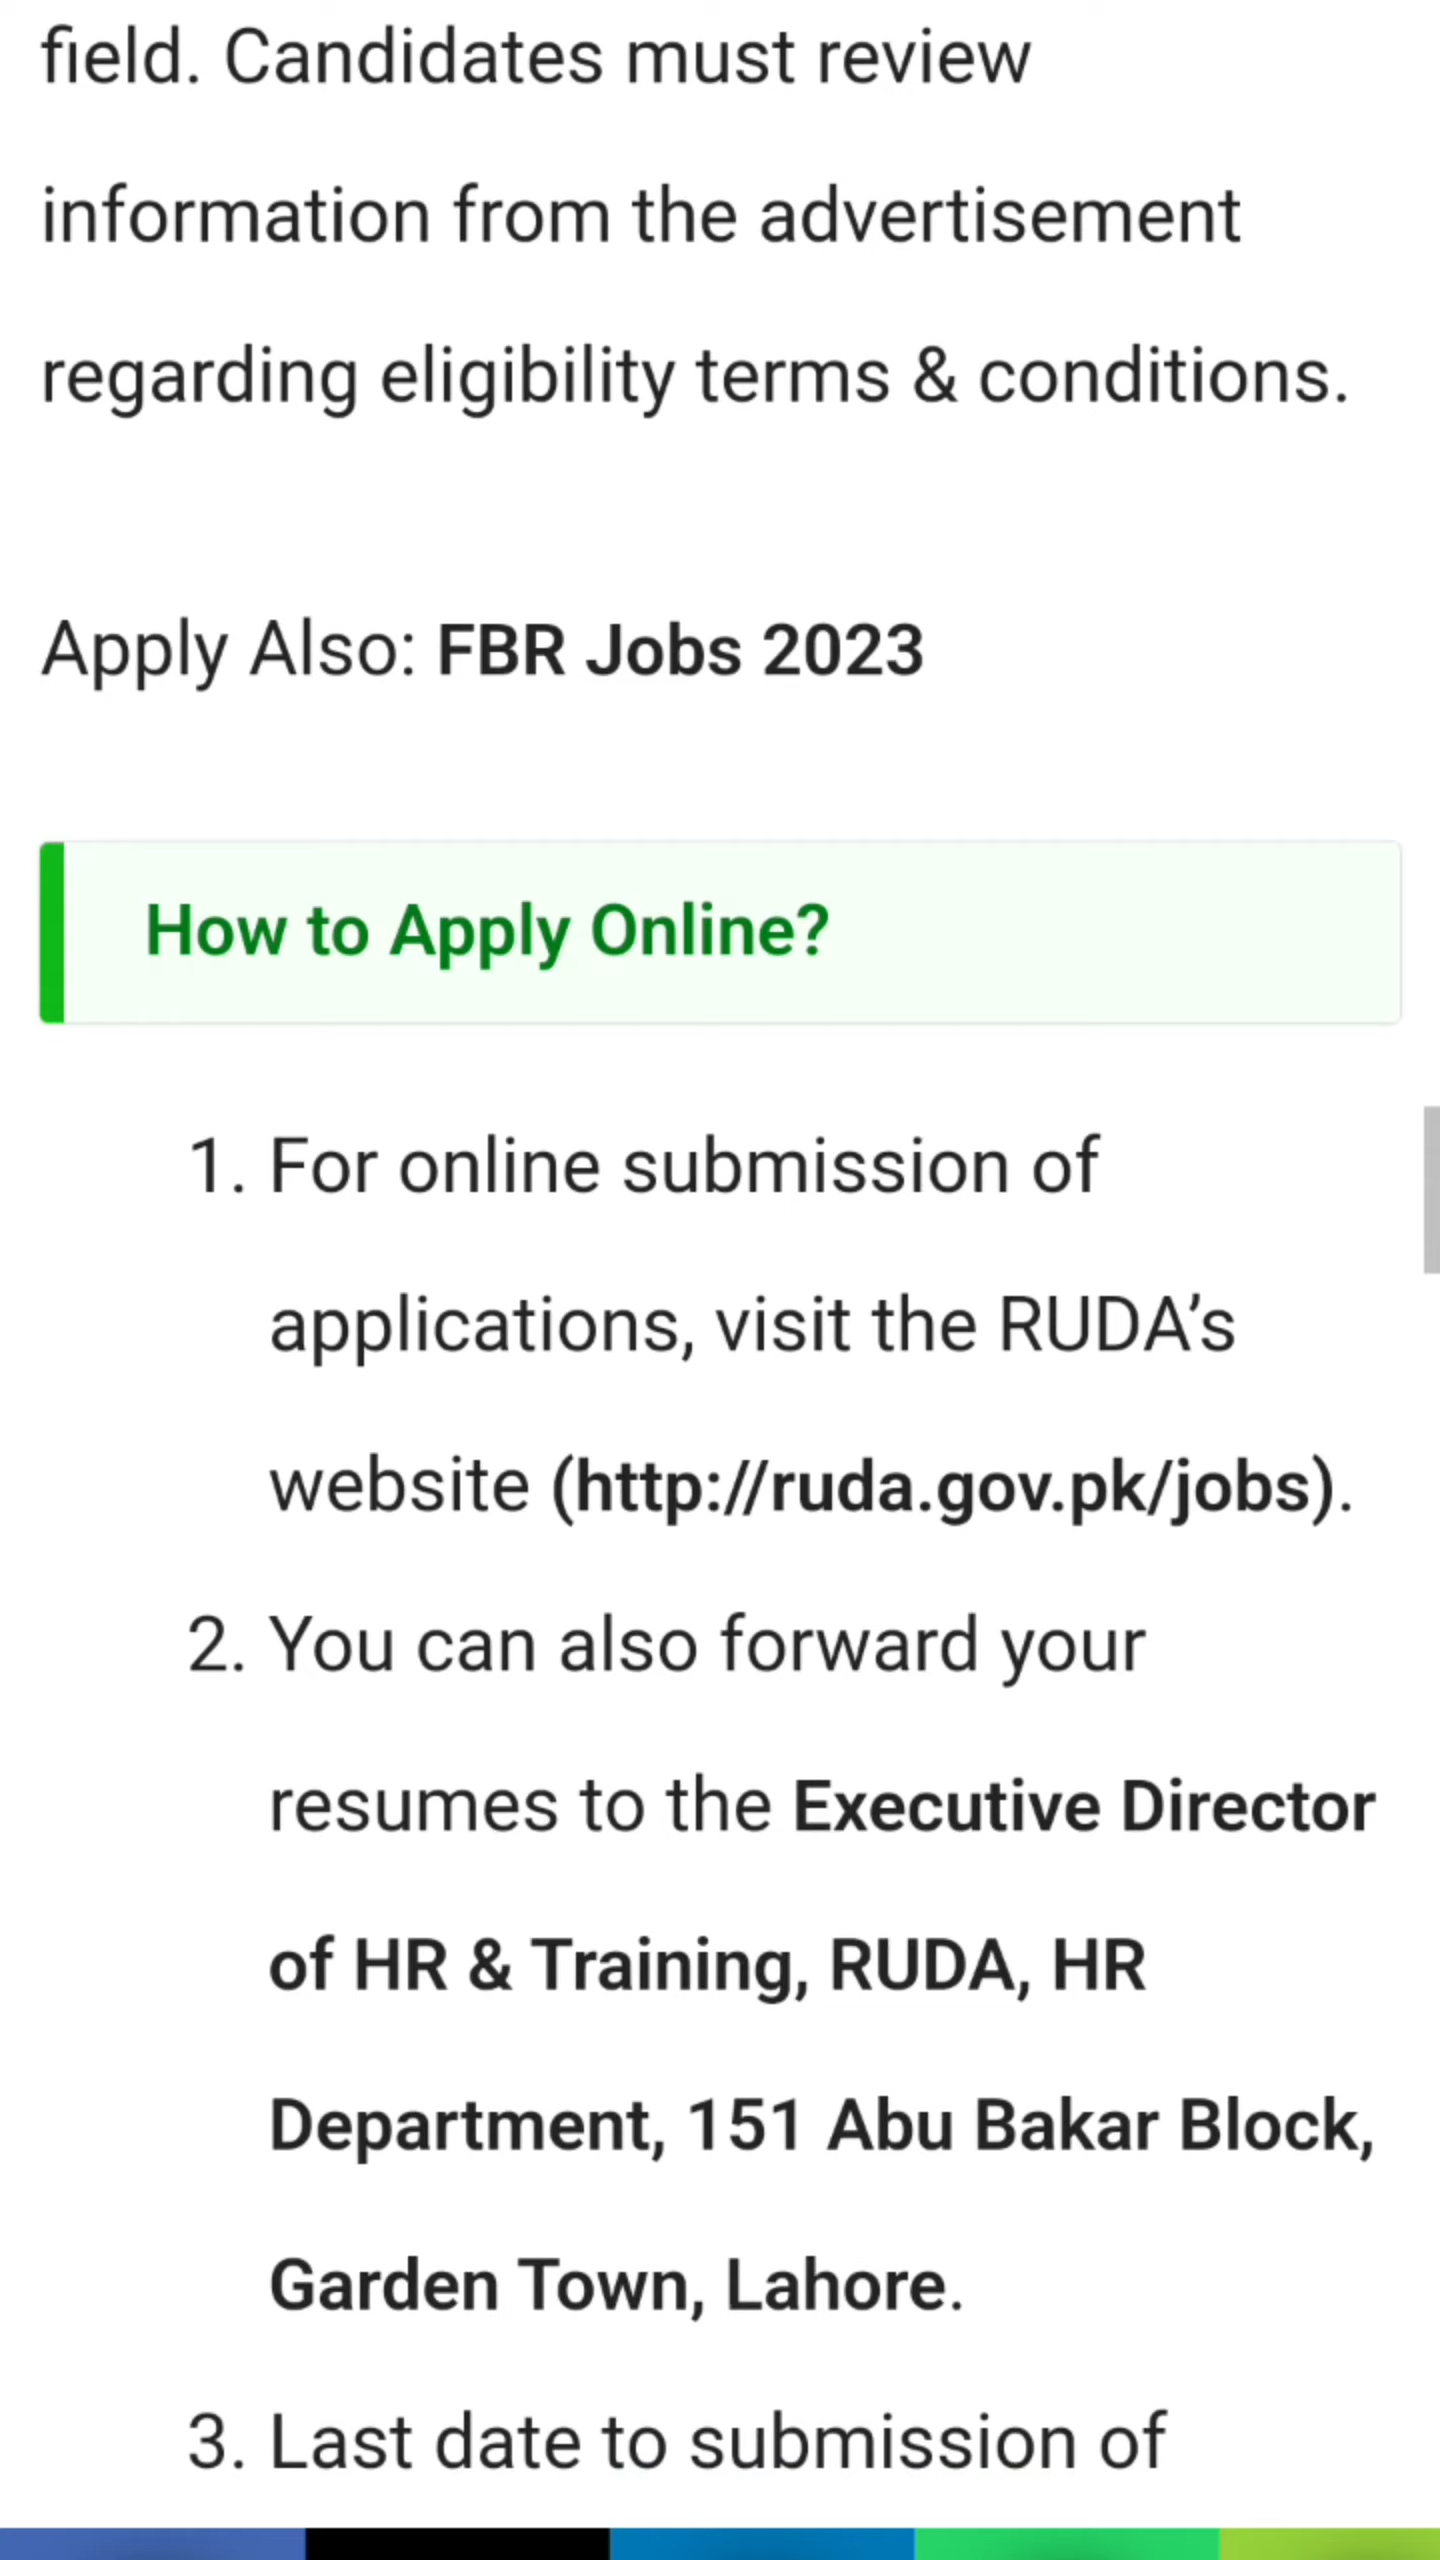 field. Candidates must review
information from the advertisement
regarding eligibility terms & conditions.
Apply Also: FBR Jobs 2023
How to Apply Online?
1. For online submission of
applications, visit the RUDA’s
website (http://ruda.gov.pk/jobs).
2. You can also forward your
resumes to the Executive Director
of HR & Training, RUDA, HR
Department, 151 Abu Bakar Block,
Garden Town, Lahore.
3. Last date to submission of